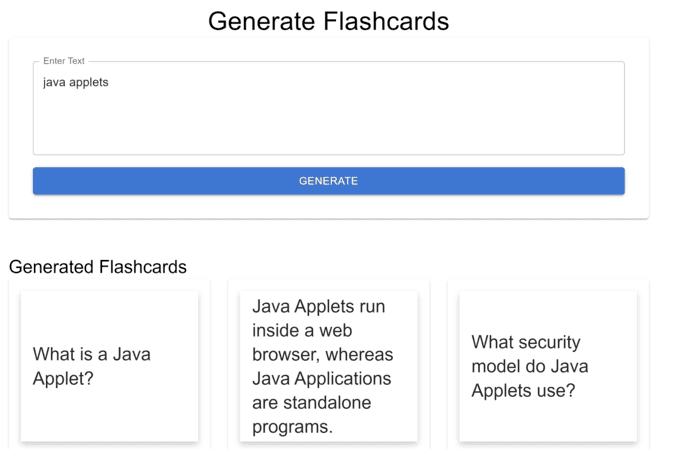 Generate Flashcards
Enter Text
java applets
GENERATE
Generated Flashcards
What is a Java
Applet?
Java Applets run
inside a web
browser, whereas
Java Applications
are standalone
programs.
What security
model do Java
Applets use?